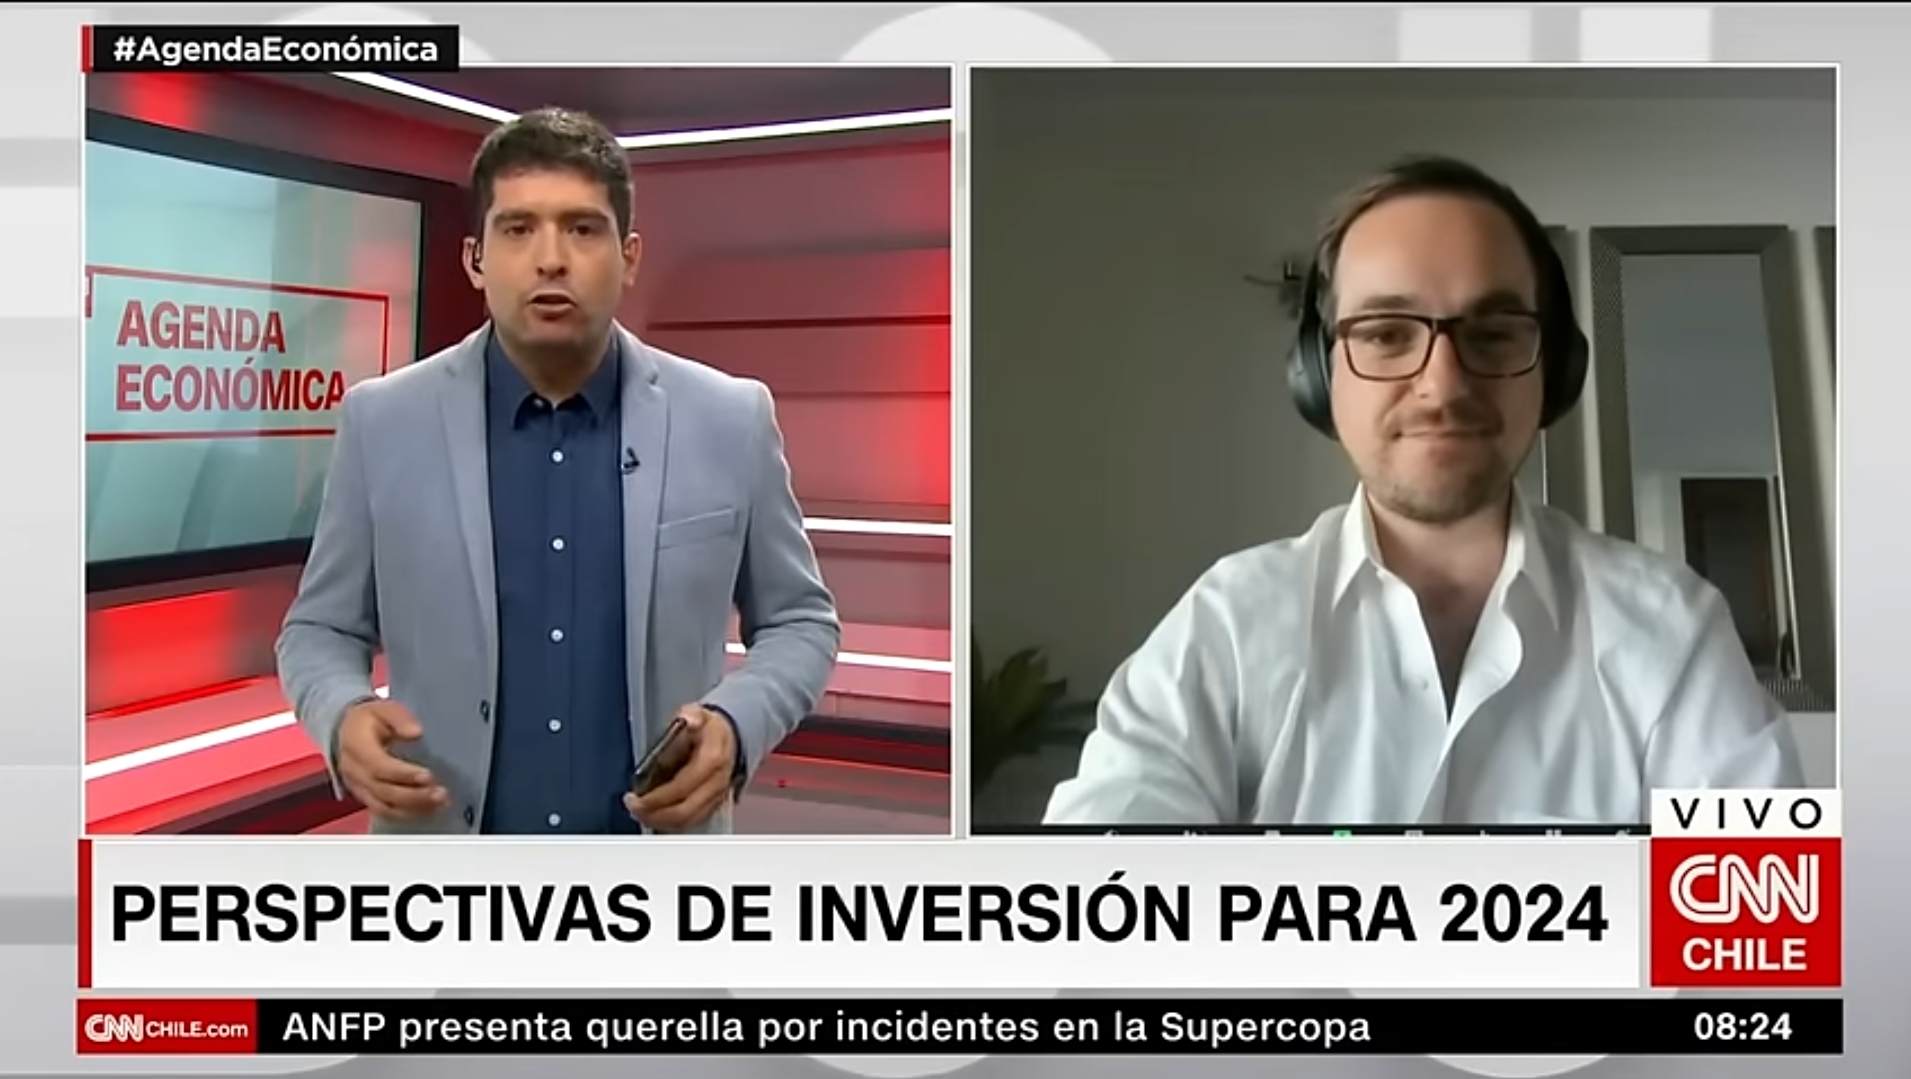 #AgendaEconómica
AGENDA
ECONÓMICA
VIVO
PERSPECTIVAS DE INVERSIÓN PARA 2024
CNN
CHILE
CNNCHILE.com
ANFP presenta querella por incidentes en la Supercopa
08:24